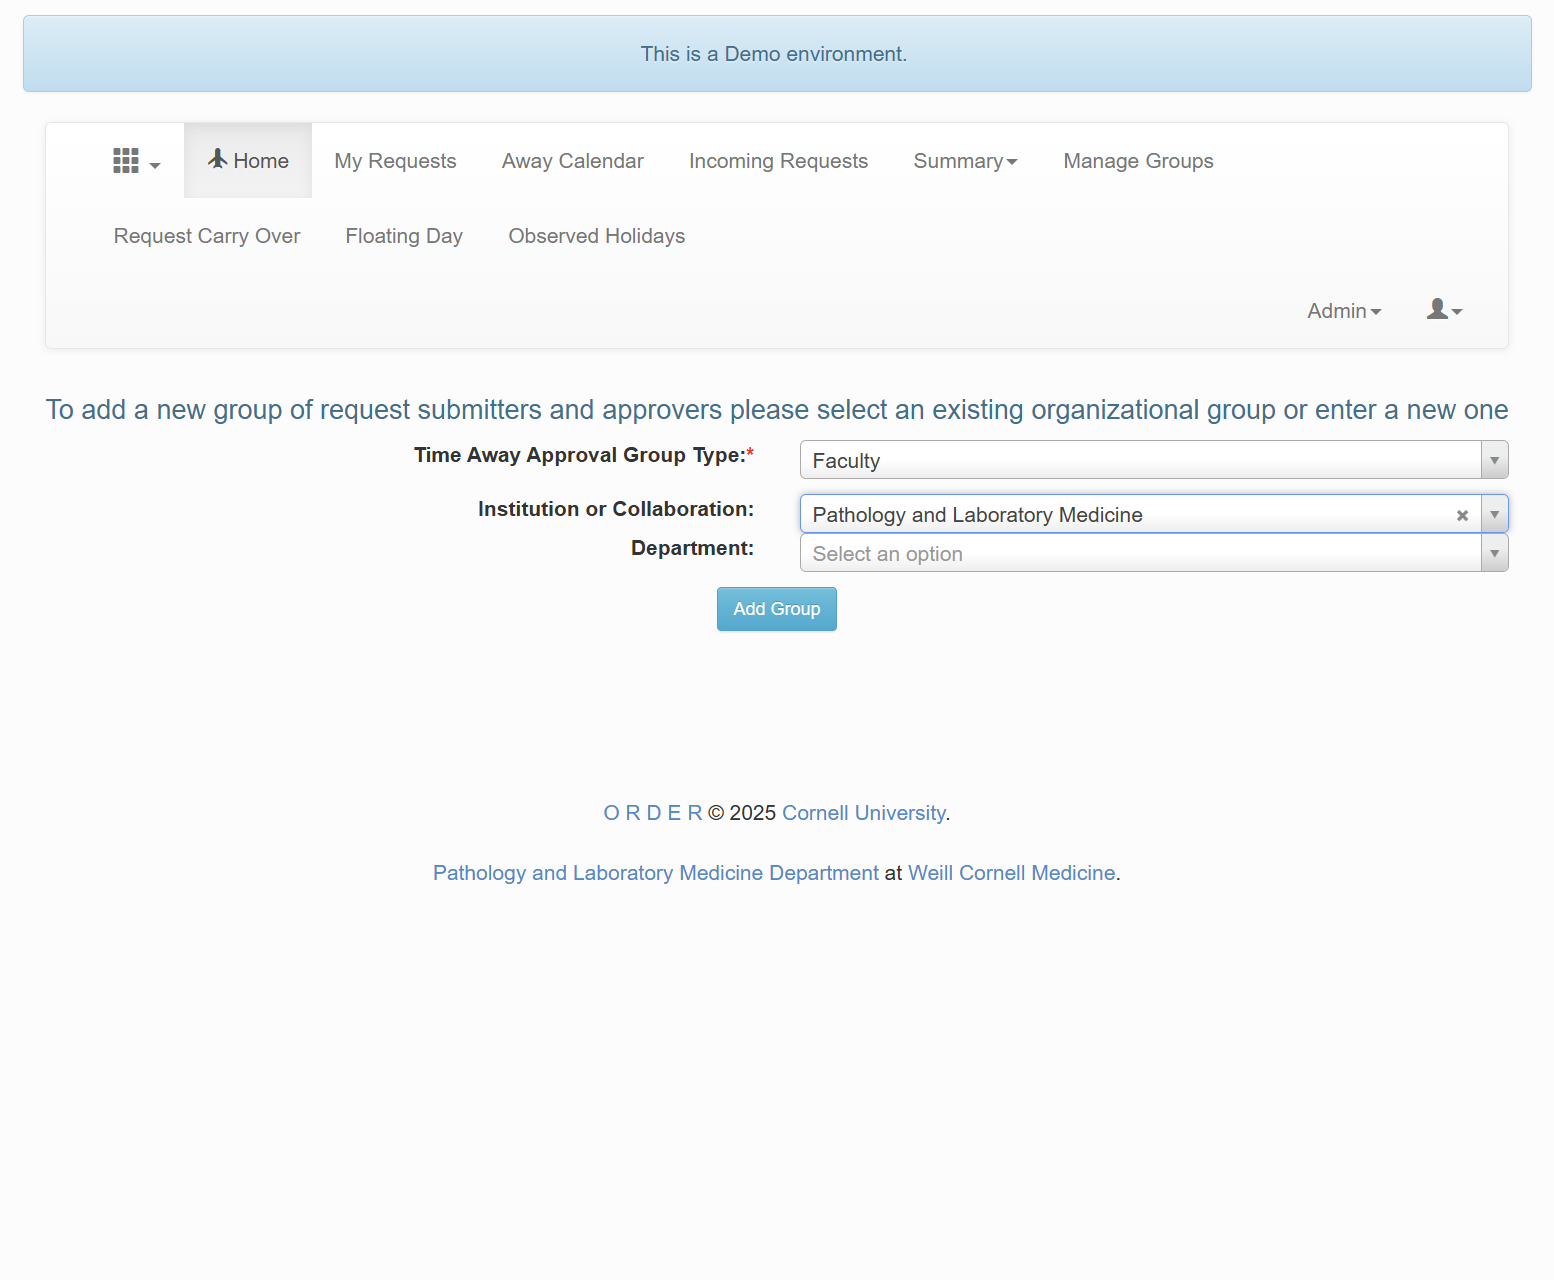 This is a Demo environment.
Home
My Requests
Away Calendar
Incoming Requests
Summary
Manage Groups
Request Carry Over
Floating Day
Observed Holidays
Admin
To add a new group of request submitters and approvers please select an existing organizational group or enter a new one
Time Away Approval Group Type:*
Faculty
Institution or Collaboration:
Pathology and Laboratory Medicine
Department:
Select an option
Add Group
O R D E R © 2025 Cornell University.
Pathology and Laboratory Medicine Department at Weill Cornell Medicine.